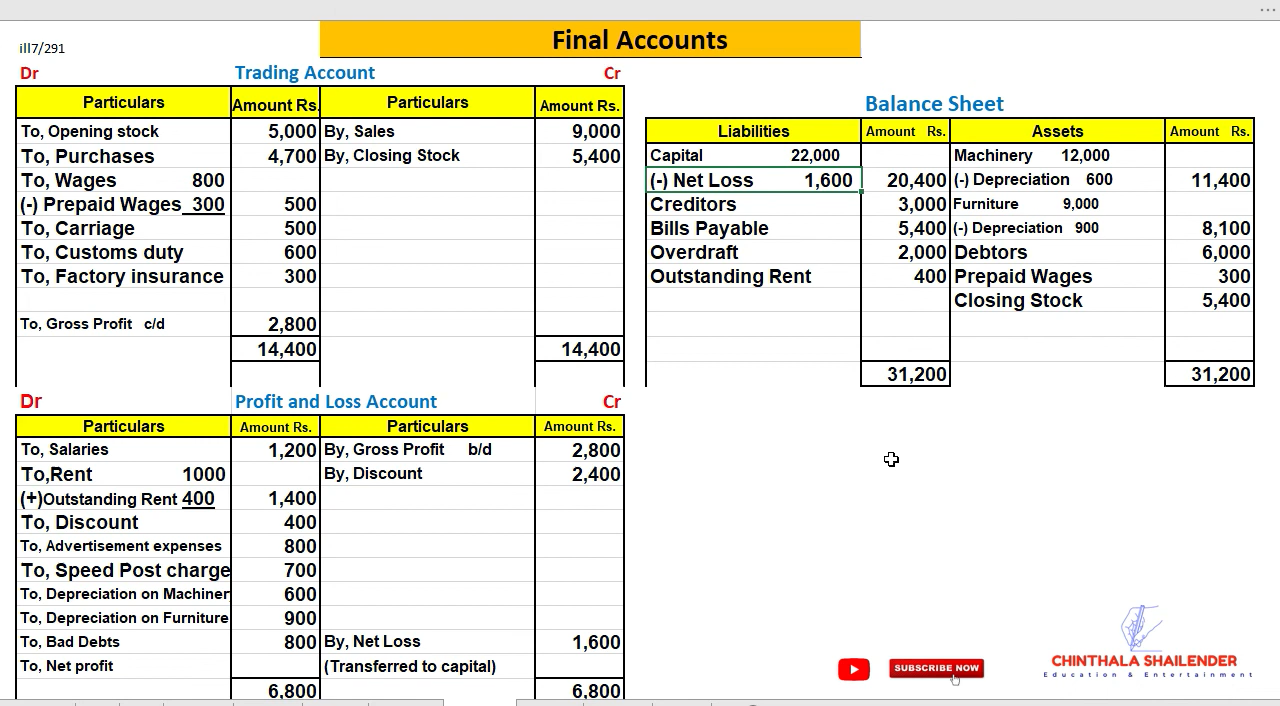 Final Accounts
ill7/291
Dr Trading Account Cr
Particulars Amount Rs. Particulars Amount Rs.
To, Opening stock 5,000 By, Sales 9,000
To, Purchases 4,700 By, Closing Stock 5,400
To, Wages 800
(-) Prepaid Wages 300 500
To, Carriage 500
To, Customs duty 600
To, Factory insurance 300
To, Gross Profit c/d 2,800
14,400 14,400
Dr Profit and Loss Account Cr
Particulars Amount Rs. Particulars Amount Rs.
To, Salaries 1,200 By, Gross Profit b/d 2,800
To,Rent 1000 By, Discount 2,400
(+)Outstanding Rent 400 1,400
To, Discount 400
To, Advertisement expenses 800
To, Speed Post charge 700
To, Depreciation on Machiner 600
To, Depreciation on Furniture 900
To, Bad Debts 800 By, Net Loss 1,600
To, Net profit (Transferred to capital)
6,800 6,800
Balance Sheet
Liabilities Amount Rs. Assets Amount Rs.
Capital 22,000 Machinery 12,000
(-) Net Loss 1,600 20,400 (-) Depreciation 600 11,400
Creditors 3,000 Furniture 9,000
Bills Payable 5,400 (-) Depreciation 900 8,100
Overdraft 2,000 Debtors 6,000
Outstanding Rent 400 Prepaid Wages 300
Closing Stock 5,400
31,200 31,200
SUBSCRIBE NOW
CHINTHALA SHAILENDER
Education & Entertainment